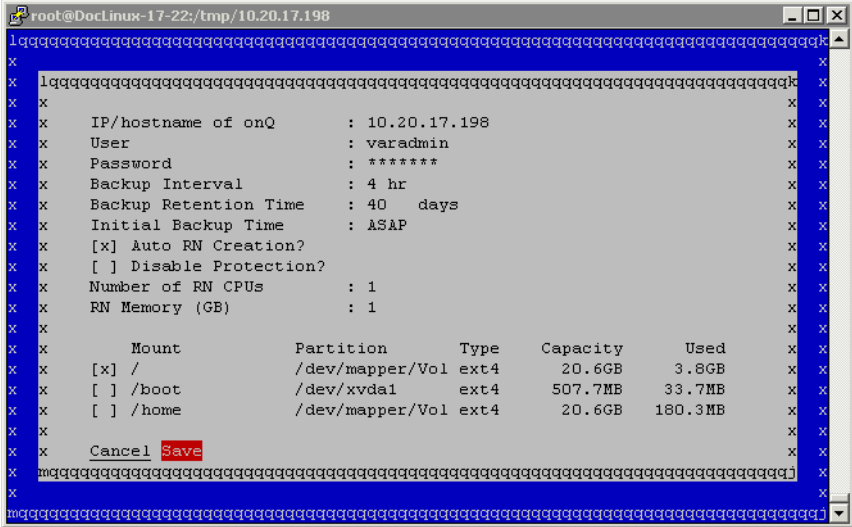 root@DocLinux-17-22:/tmp/10.20.17.198
lqqqqqqqqqqqqqqqqqqqqqqqqqqqqqqqqqqqqqqqqqqqqqqqqqqqqqqqqqqqqqqqqqqqqqqqqqqqqqqk
x x
x lqqqqqqqqqqqqqqqqqqqqqqqqqqqqqqqqqqqqqqqqqqqqqqqqqqqqqqqqqqqqqqqqqqqqqqqqk x
x x x x
x x IP/hostname of onQ : 10.20.17.198 x x
x x User : varadmin x x
x x Password : ******* x x
x x Backup Interval : 4 hr x x
x x Backup Retention Time : 40 days x x
x x Initial Backup Time : ASAP x x
x x [x] Auto RN Creation? x x
x x [ ] Disable Protection? x x
x x Number of RN CPUs : 1 x x
x x RN Memory (GB) : 1 x x
x x x x
x x Mount Partition Type Capacity Used x x
x x [x] / /dev/mapper/Vol ext4 20.6GB 3.8GB x x
x x [ ] /boot /dev/xvda1 ext4 507.7MB 33.7MB x x
x x [ ] /home /dev/mapper/Vol ext4 20.6GB 180.3MB x x
x x x x
x x Cancel Save x x
x mqqqqqqqqqqqqqqqqqqqqqqqqqqqqqqqqqqqqqqqqqqqqqqqqqqqqqqqqqqqqqqqqqqqqqqqqj x
x x
mqqqqqqqqqqqqqqqqqqqqqqqqqqqqqqqqqqqqqqqqqqqqqqqqqqqqqqqqqqqqqqqqqqqqqqqqqqqqqqj